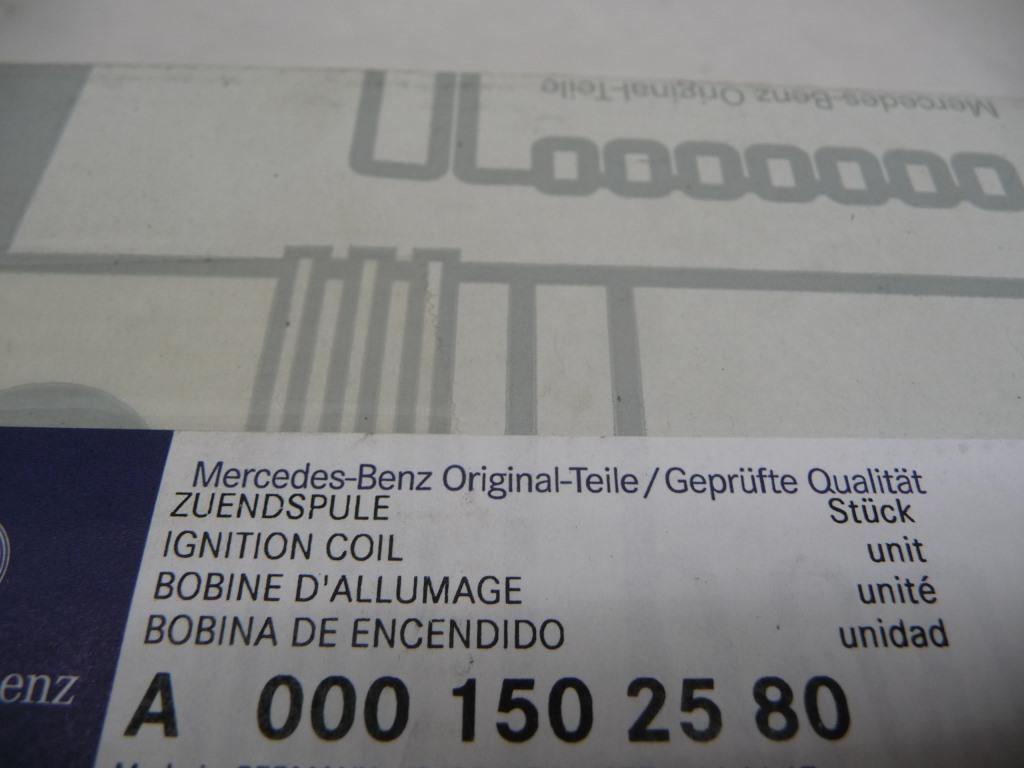 Mercedes-Benz Original-Teile
Mercedes-Benz Original-Teile/Geprüfte Qualität
ZUENDSPULE Stück
IGNITION COIL unit
BOBINE D'ALLUMAGE unité
BOBINA DE ENCENDIDO unidad
enz
A 000 150 25 80